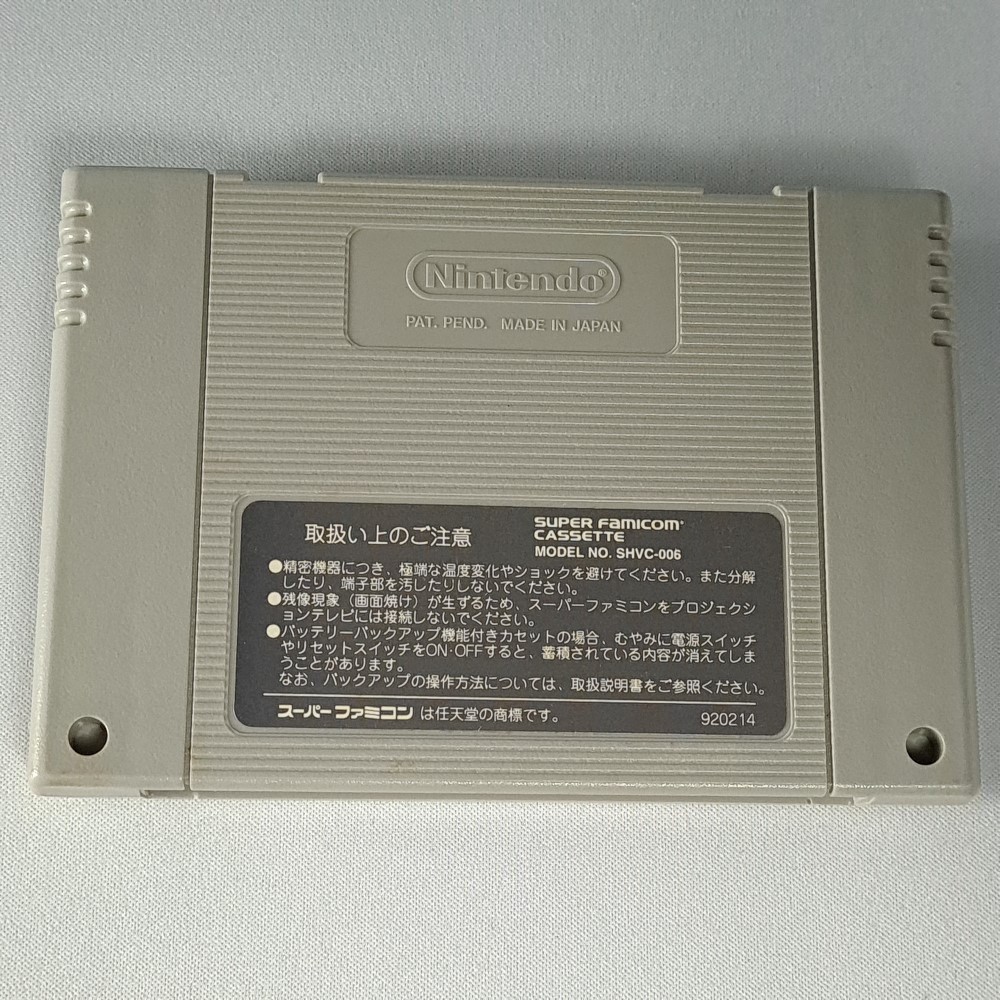 Nintendo®
PAT. PEND. MADE IN JAPAN
取扱い上のご注意
SUPER FAMICOM
CASSETTE
MODEL NO. SHVC-006
●精密機器につき、極端な温度変化やショックを避けてください。また分解
したり、端子部を汚したりしないでください。
●残像現象（画面焼け）が生ずるため、スーパーファミコンをプロジェクシ
ョンテレビには接続しないでください。
●バッテリーバックアップ機能付きカセットの場合、むやみに電源スイッチ
やリセットスイッチをON・OFFすると、蓄積されている内容が消えてしま
うことがあります。
なお、バックアップの操作方法については、取扱説明書をご参照ください。
スーパーファミコン は任天堂の商標です。
920214